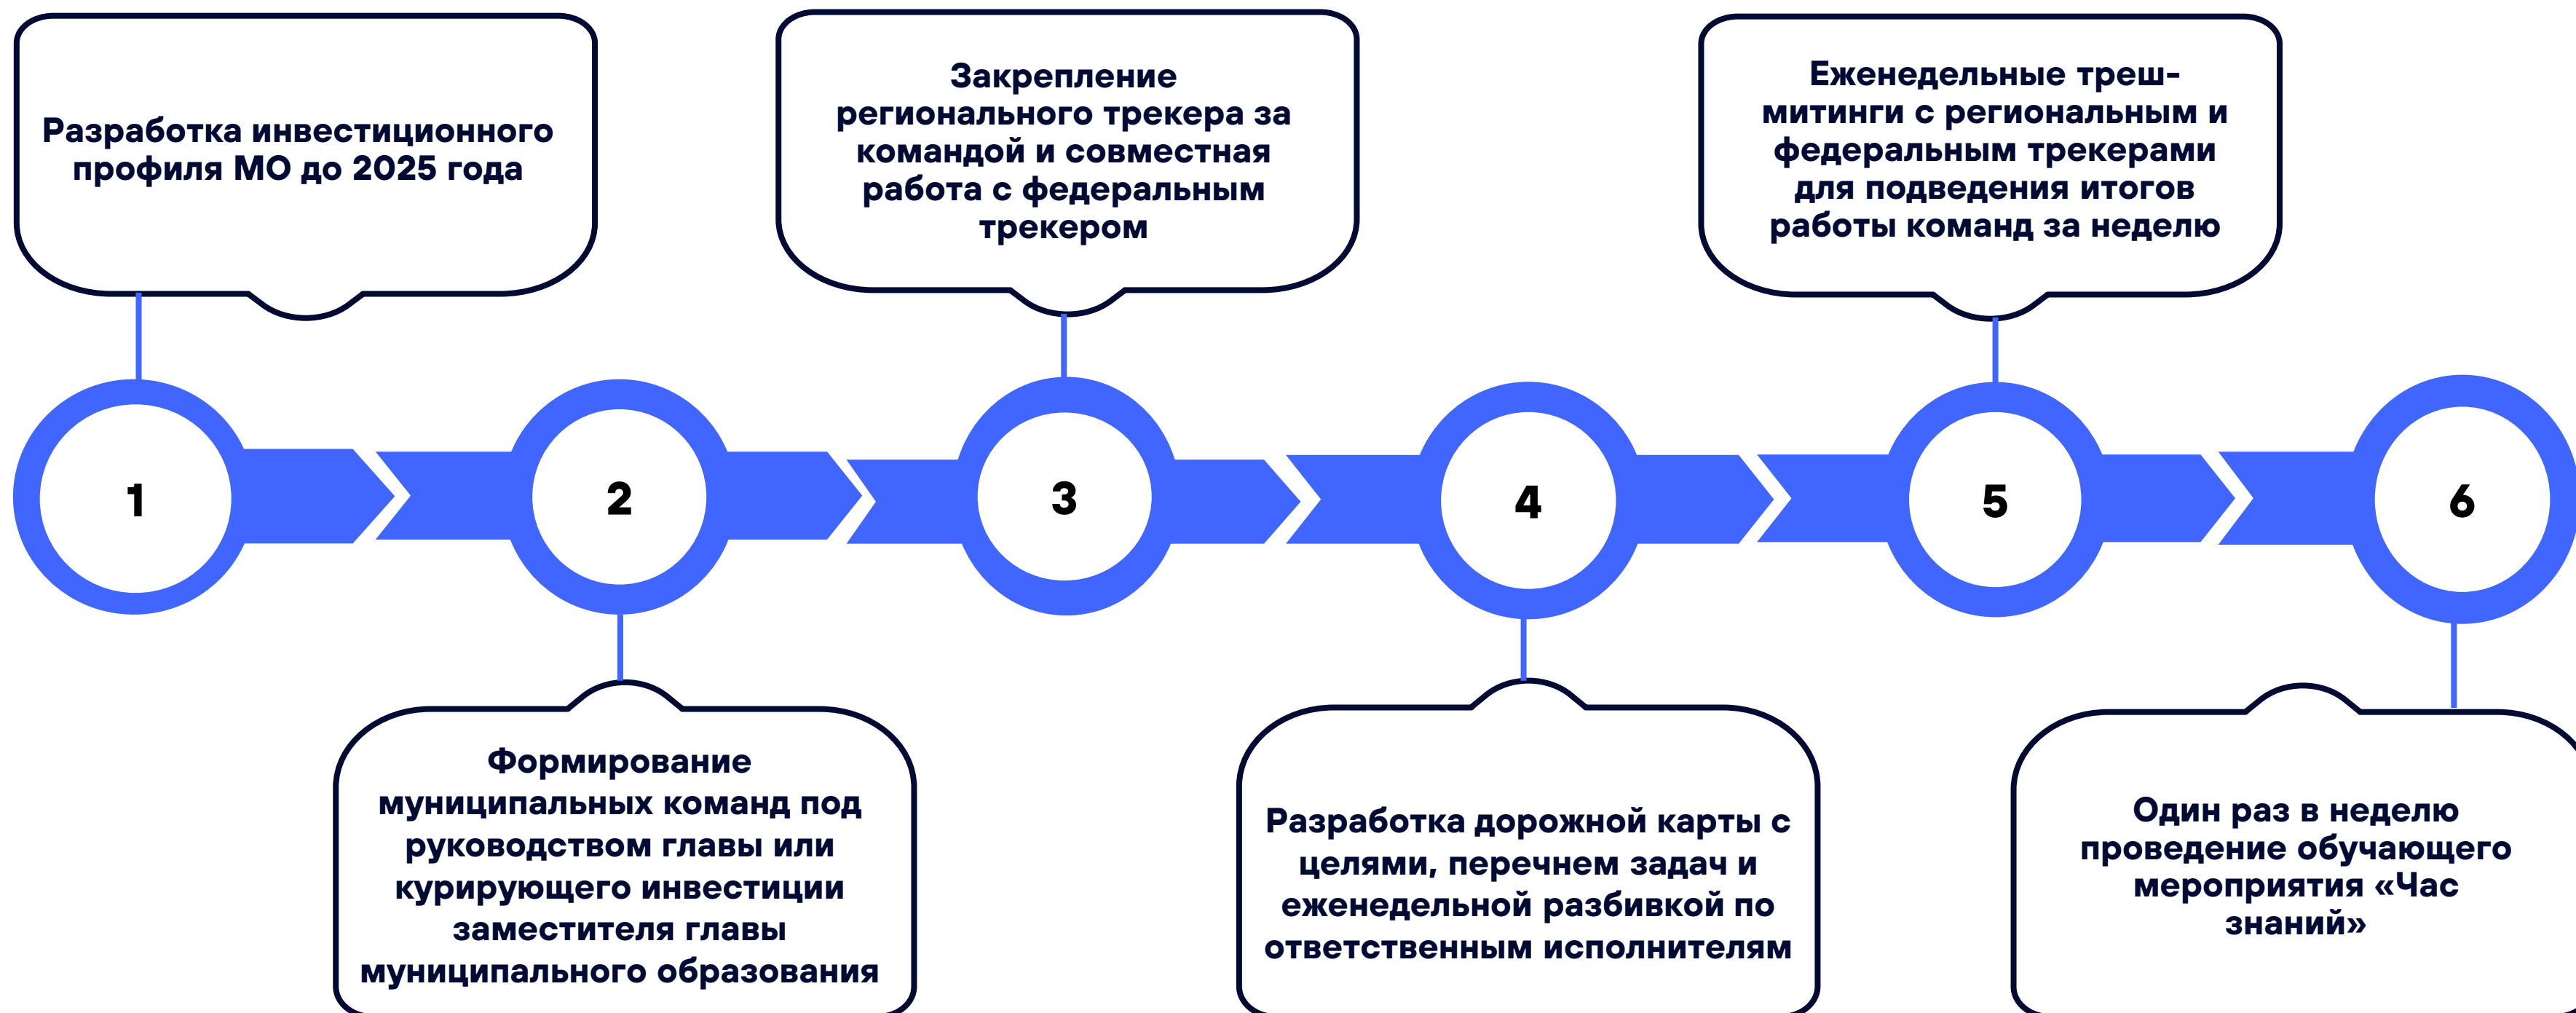 Разработка инвестиционного
профиля МО до 2025 года
Закрепление
регионального трекера за
командой и совместная
работа с федеральным
трекером
Еженедельные треш-
митинги с региональным и
федеральным трекерами
для подведения итогов
работы команд за неделю
1
2
3
4
5
6
Формирование
муниципальных команд под
руководством главы или
курирующего инвестиции
заместителя главы
муниципального образования
Разработка дорожной карты с
целями, перечнем задач и
еженедельной разбивкой по
ответственным исполнителям
Один раз в неделю
проведение обучающего
мероприятия «Час
знаний»